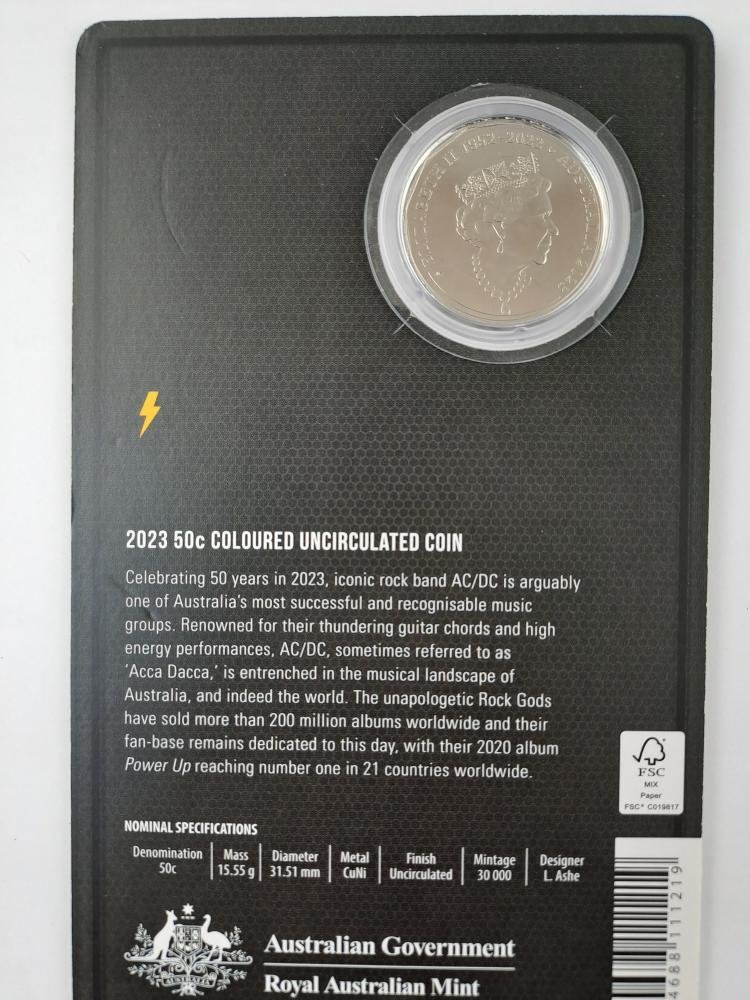 ELIZABETH II 1952-2022 • AUSTRALIA 2023
2023 50c COLOURED UNCIRCULATED COIN
Celebrating 50 years in 2023, iconic rock band AC/DC is arguably
one of Australia's most successful and recognisable music
groups. Renowned for their thundering guitar chords and high
energy performances, AC/DC, sometimes referred to as
'Acca Dacca,' is entrenched in the musical landscape of
Australia, and indeed the world. The unapologetic Rock Gods
have sold more than 200 million albums worldwide and their
fan-base remains dedicated to this day, with their 2020 album
Power Up reaching number one in 21 countries worldwide.
FSC
MIX
Paper
FSC® C019817
NOMINAL SPECIFICATIONS
Denomination Mass Diameter Metal Finish Mintage Designer
50c 15.55 g 31.51 mm CuNi Uncirculated 30 000 L. Ashe
AUSTRALIA
Australian Government
Royal Australian Mint
4688 111219